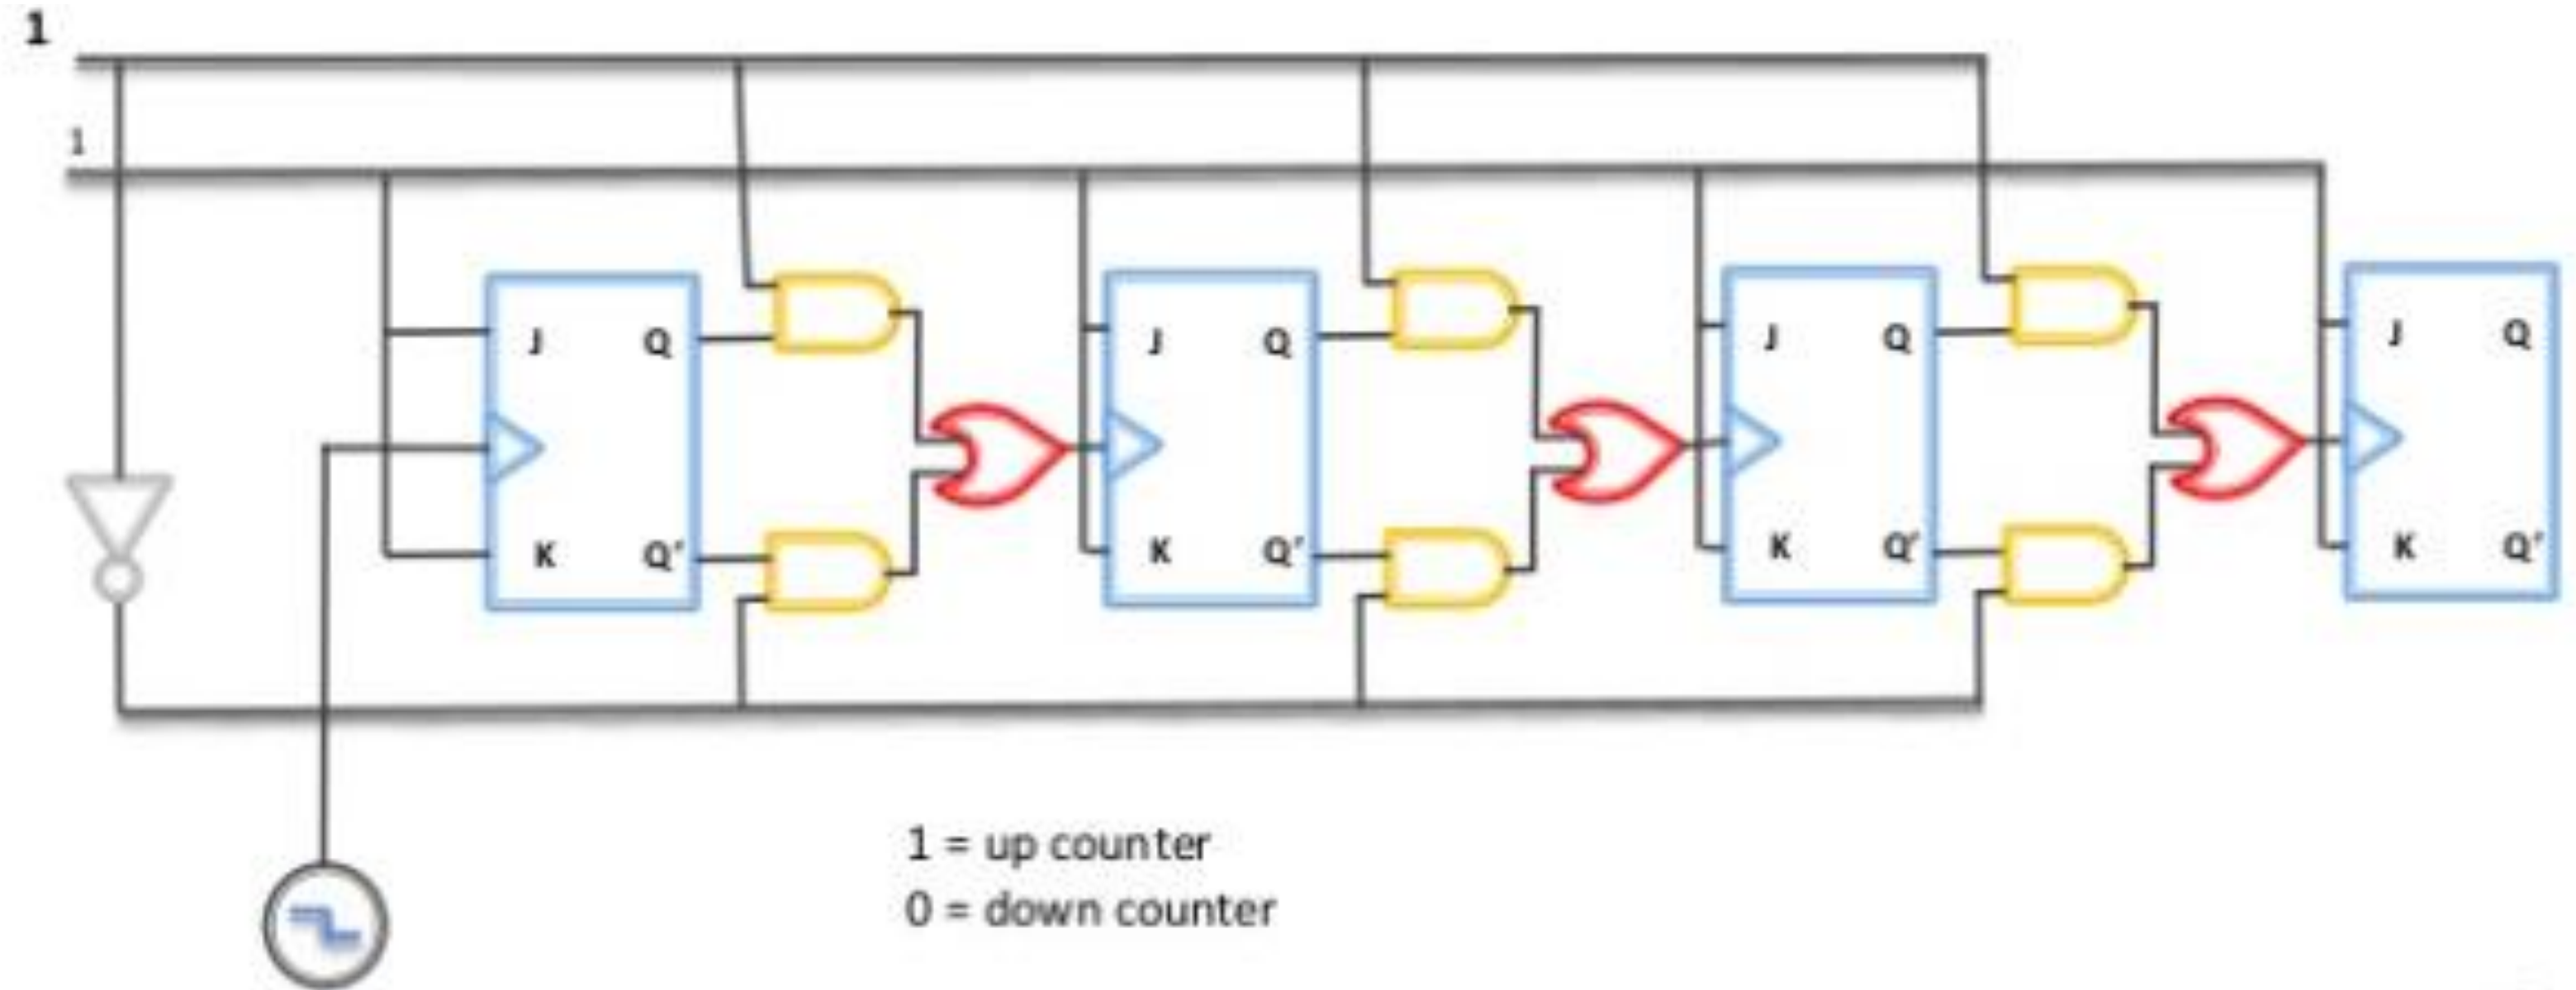 1
1
J Q J Q J Q J Q
K Q' K Q' K Q' K Q'
1 = up counter
0 = down counter